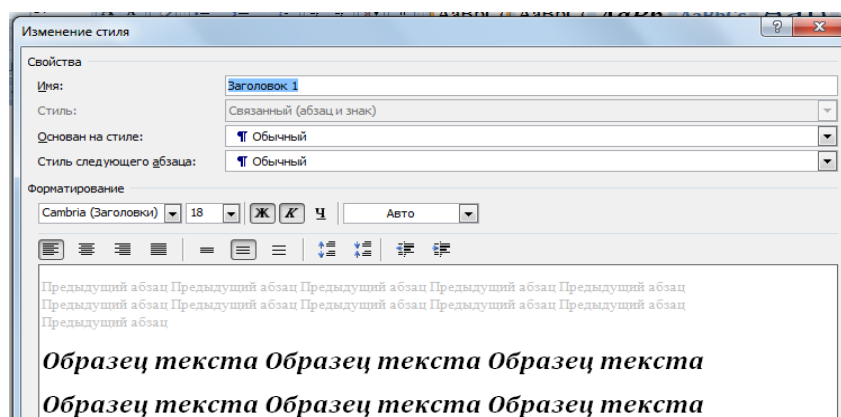 Изменение стиля
Свойства
Имя: Заголовок 1
Стиль: Связанный (абзац и знак)
Основан на стиле: ¶ Обычный
Стиль следующего абзаца: ¶ Обычный
Форматирование
Cambria (Заголовки) 18 Ж К Ч Авто
Предыдущий абзац Предыдущий абзац Предыдущий абзац Предыдущий абзац Предыдущий абзац
Предыдущий абзац Предыдущий абзац Предыдущий абзац Предыдущий абзац Предыдущий абзац
Предыдущий абзац
Образец текста Образец текста Образец текста
Образец текста Образец текста Образец текста